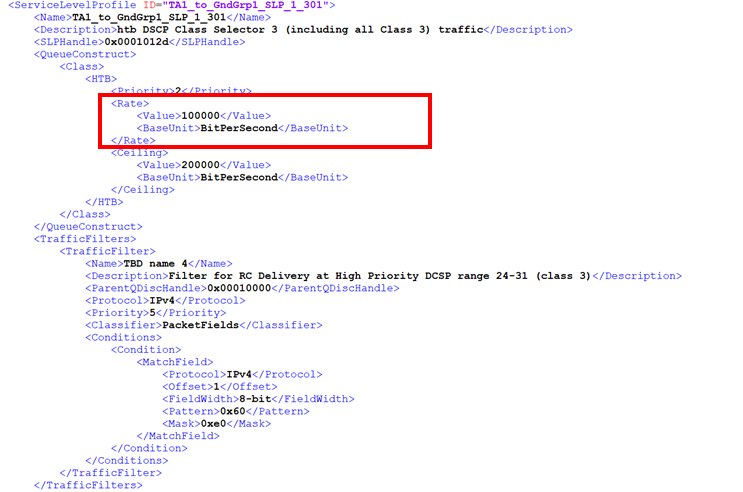 <ServiceLevelProfile ID="TA1_to_GndGrp1_SLP_1_301">
<Name>TA1_to_GndGrp1_SLP_1_301</Name>
<Description>htb DSCP Class Selector 3 (including all Class 3) traffic</Description>
<SLPHandle>0x0001012d</SLPHandle>
<QueueConstruct>
<Class>
<HTB>
<Priority>2</Priority>
<Rate>
<Value>100000</Value>
<BaseUnit>BitPerSecond</BaseUnit>
</Rate>
<Ceiling>
<Value>200000</Value>
<BaseUnit>BitPerSecond</BaseUnit>
</Ceiling>
</HTB>
</Class>
</QueueConstruct>
<TrafficFilters>
<TrafficFilter>
<Name>TBD name 4</Name>
<Description>Filter for RC Delivery at High Priority DCSP range 24-31 (class 3)</Description>
<ParentQDiscHandle>0x00010000</ParentQDiscHandle>
<Protocol>IPv4</Protocol>
<Priority>5</Priority>
<Classifier>PacketFields</Classifier>
<Conditions>
<Condition>
<MatchField>
<Protocol>IPv4</Protocol>
<Offset>1</Offset>
<FieldWidth>8-bit</FieldWidth>
<Pattern>0x60</Pattern>
<Mask>0xe0</Mask>
</MatchField>
</Condition>
</Conditions>
</TrafficFilter>
</TrafficFilters>